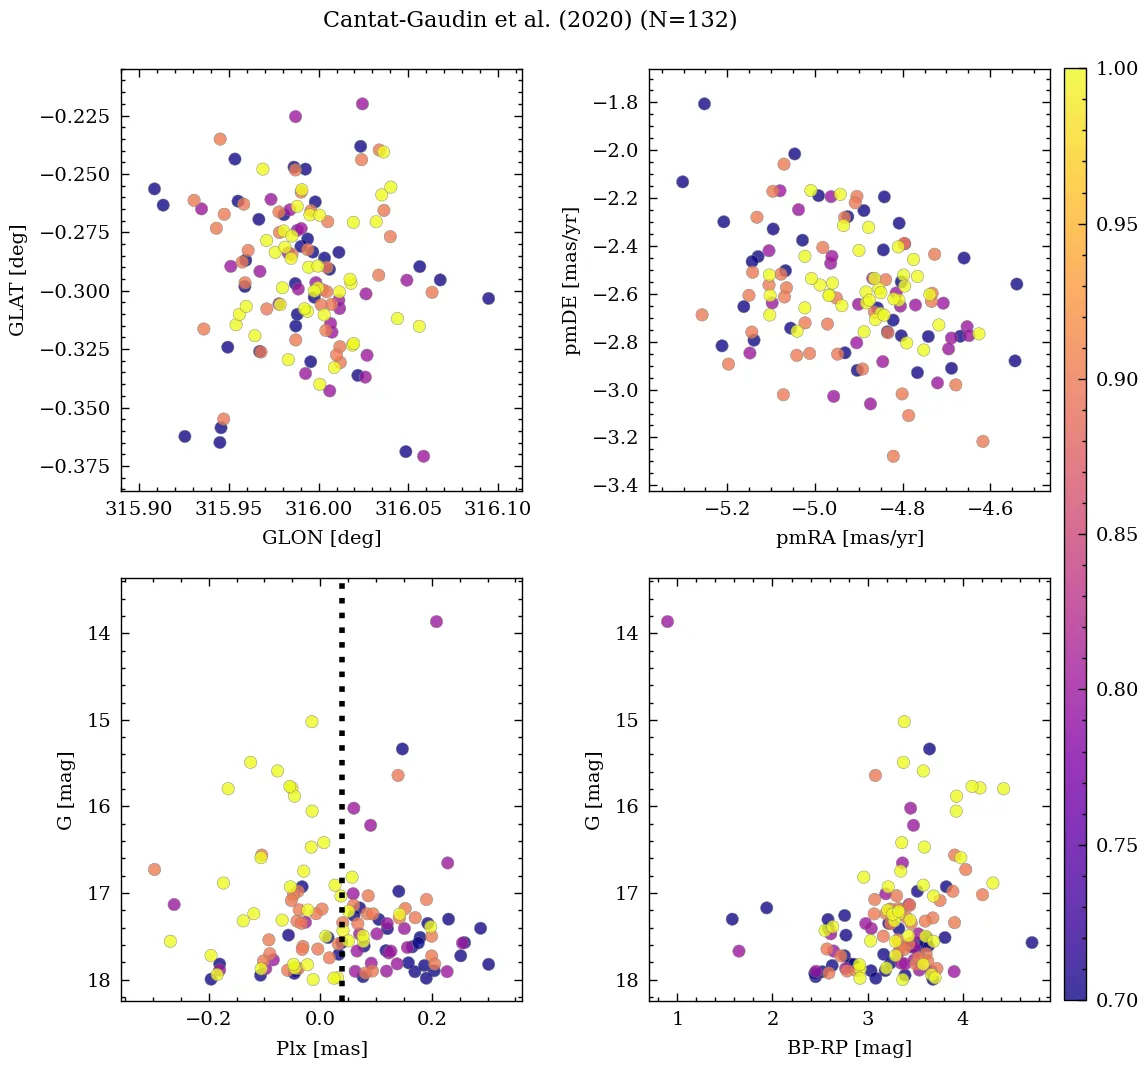 Cantat-Gaudin et al. (2020) (N=132)
−0.225
−0.250
−0.275
−0.300
−0.325
−0.350
−0.375
GLAT [deg]
315.90 315.95 316.00 316.05 316.10
GLON [deg]
−1.8
−2.0
−2.2
−2.4
−2.6
−2.8
−3.0
−3.2
−3.4
pmDE [mas/yr]
−5.2 −5.0 −4.8 −4.6
pmRA [mas/yr]
14
15
16
17
18
G [mag]
−0.2 0.0 0.2
Plx [mas]
14
15
16
17
18
G [mag]
1 2 3 4
BP-RP [mag]
1.00
0.95
0.90
0.85
0.80
0.75
0.70